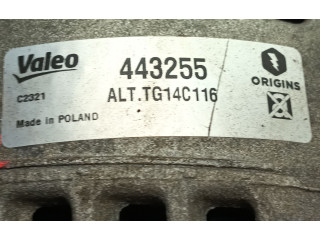 Valeo
443255
ORIGINS
C2321
ALT.TG14C116
Made in POLAND